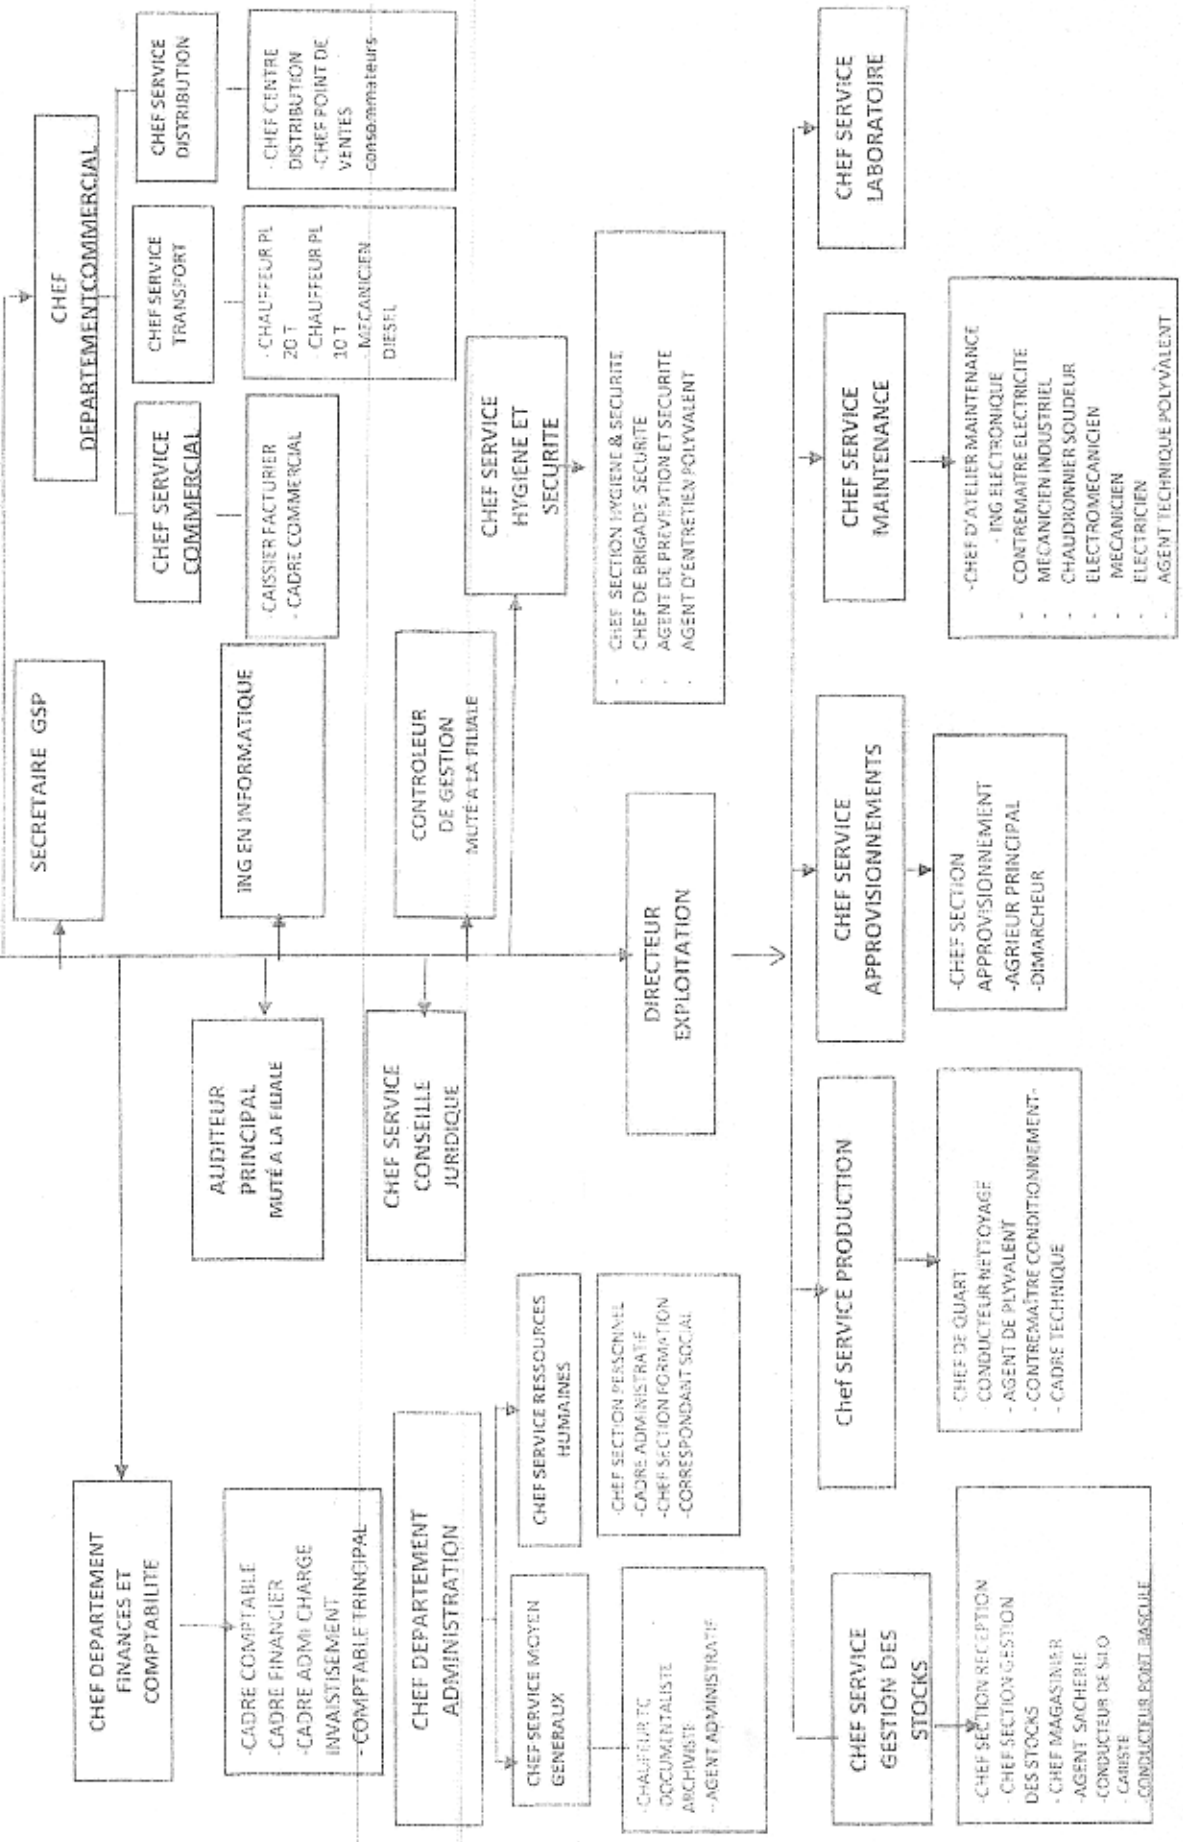 SECRETAIRE GSP
CHEF
DEPARTEMENTCOMMERCIAL
CHEF DEPARTEMENT
FINANCES ET
COMPTABILITE
-CADRE COMPTABLE
-CADRE FINANCIER
-CADRE ADMI CHARGE
INVAISTISEMENT
- COMPTABLE TRINCIPAL
AUDITEUR
PRINCIPAL
MUTÉ A LA FILIALE
ING EN INFORMATIQUE
CHEF SERVICE
COMMERCIAL
-CAISSIER FACTURIER
- CADRE COMMERCIAL
CHEF SERVICE
TRANSPORT
- CHAUFFEUR PL
20 T
- CHAUFFEUR PL
10 T
- MECANICIEN
DIESEL
CHEF SERVICE
DISTRIBUTION
- CHEF CENTRE
DISTRIBUTION
-CHEF POINT DE
VENTES
consommateurs
CHEF DEPARTEMENT
ADMINISTRATION
CHEF SERVICE
CONSEILLE
JURIDIQUE
CONTROLEUR
DE GESTION
MUTÉ A LA FILIALE
CHEF SERVICE
HYGIENE ET
SECURITE
- CHEF SECTION HYGIENE & SECURITE
- CHEF DE BRIGADE SECURITE
- AGENT DE PREVENTION ET SECURITE
- AGENT D'ENTRETIEN POLYVALENT
CHEF SERVICE MOYEN
GENERAUX
-CHAUFEUR TC
-DOCUMENTALISTE
ARCHIVISTE
- AGENT ADMINISTRATIF
CHEF SERVICE RESSOURCES
HUMAINES
-CHEF SECTION PERSONNEL
-CADRE ADMINISTRATIF
-CHEF SECTION FORMATION
-CORRESPONDANT SOCIAL
DIRECTEUR
EXPLOITATION
CHEF SERVICE
GESTION DES
STOCKS
-CHEF SECTION RECEPTION
- CHEF SECTION GESTION
DES STOCKS
- CHEF MAGASINIER
-AGENT SACHERIE
-CONDUCTEUR DE SILO
- CARISTE
-CONDUCTEUR PONT BASCULE
Chef SERVICE PRODUCTION
- CHEF DE QUART
- CONDUCTEUR NETTOYAGE
- AGENT DE PLYVALENT
- CONTREMAÎTRE CONDITIONNEMENT-
- CADRE TECHNIQUE
CHEF SERVICE
APPROVISIONNEMENTS
-CHEF SECTION
APPROVISIONNEMENT
-AGRIEUR PRINCIPAL
-DIMARCHEUR
CHEF SERVICE
MAINTENANCE
-CHEF D'ATELIER MAINTENANCE
- ING ELECTRONIQUE
- CONTREMAITRE ELECTRICITE
- MECANICIEN INDUSTRIEL
- CHAUDRONNIER SOUDEUR
- ELECTROMECANICIEN
- MECANICIEN
- ELECTRICIEN
- AGENT TECHNIQUE POLYVALENT
CHEF SERVICE
LABORATOIRE